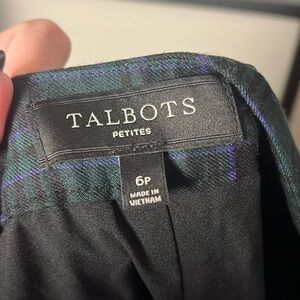 TALBOTS
PETITES
6P
MADE IN
VIETNAM